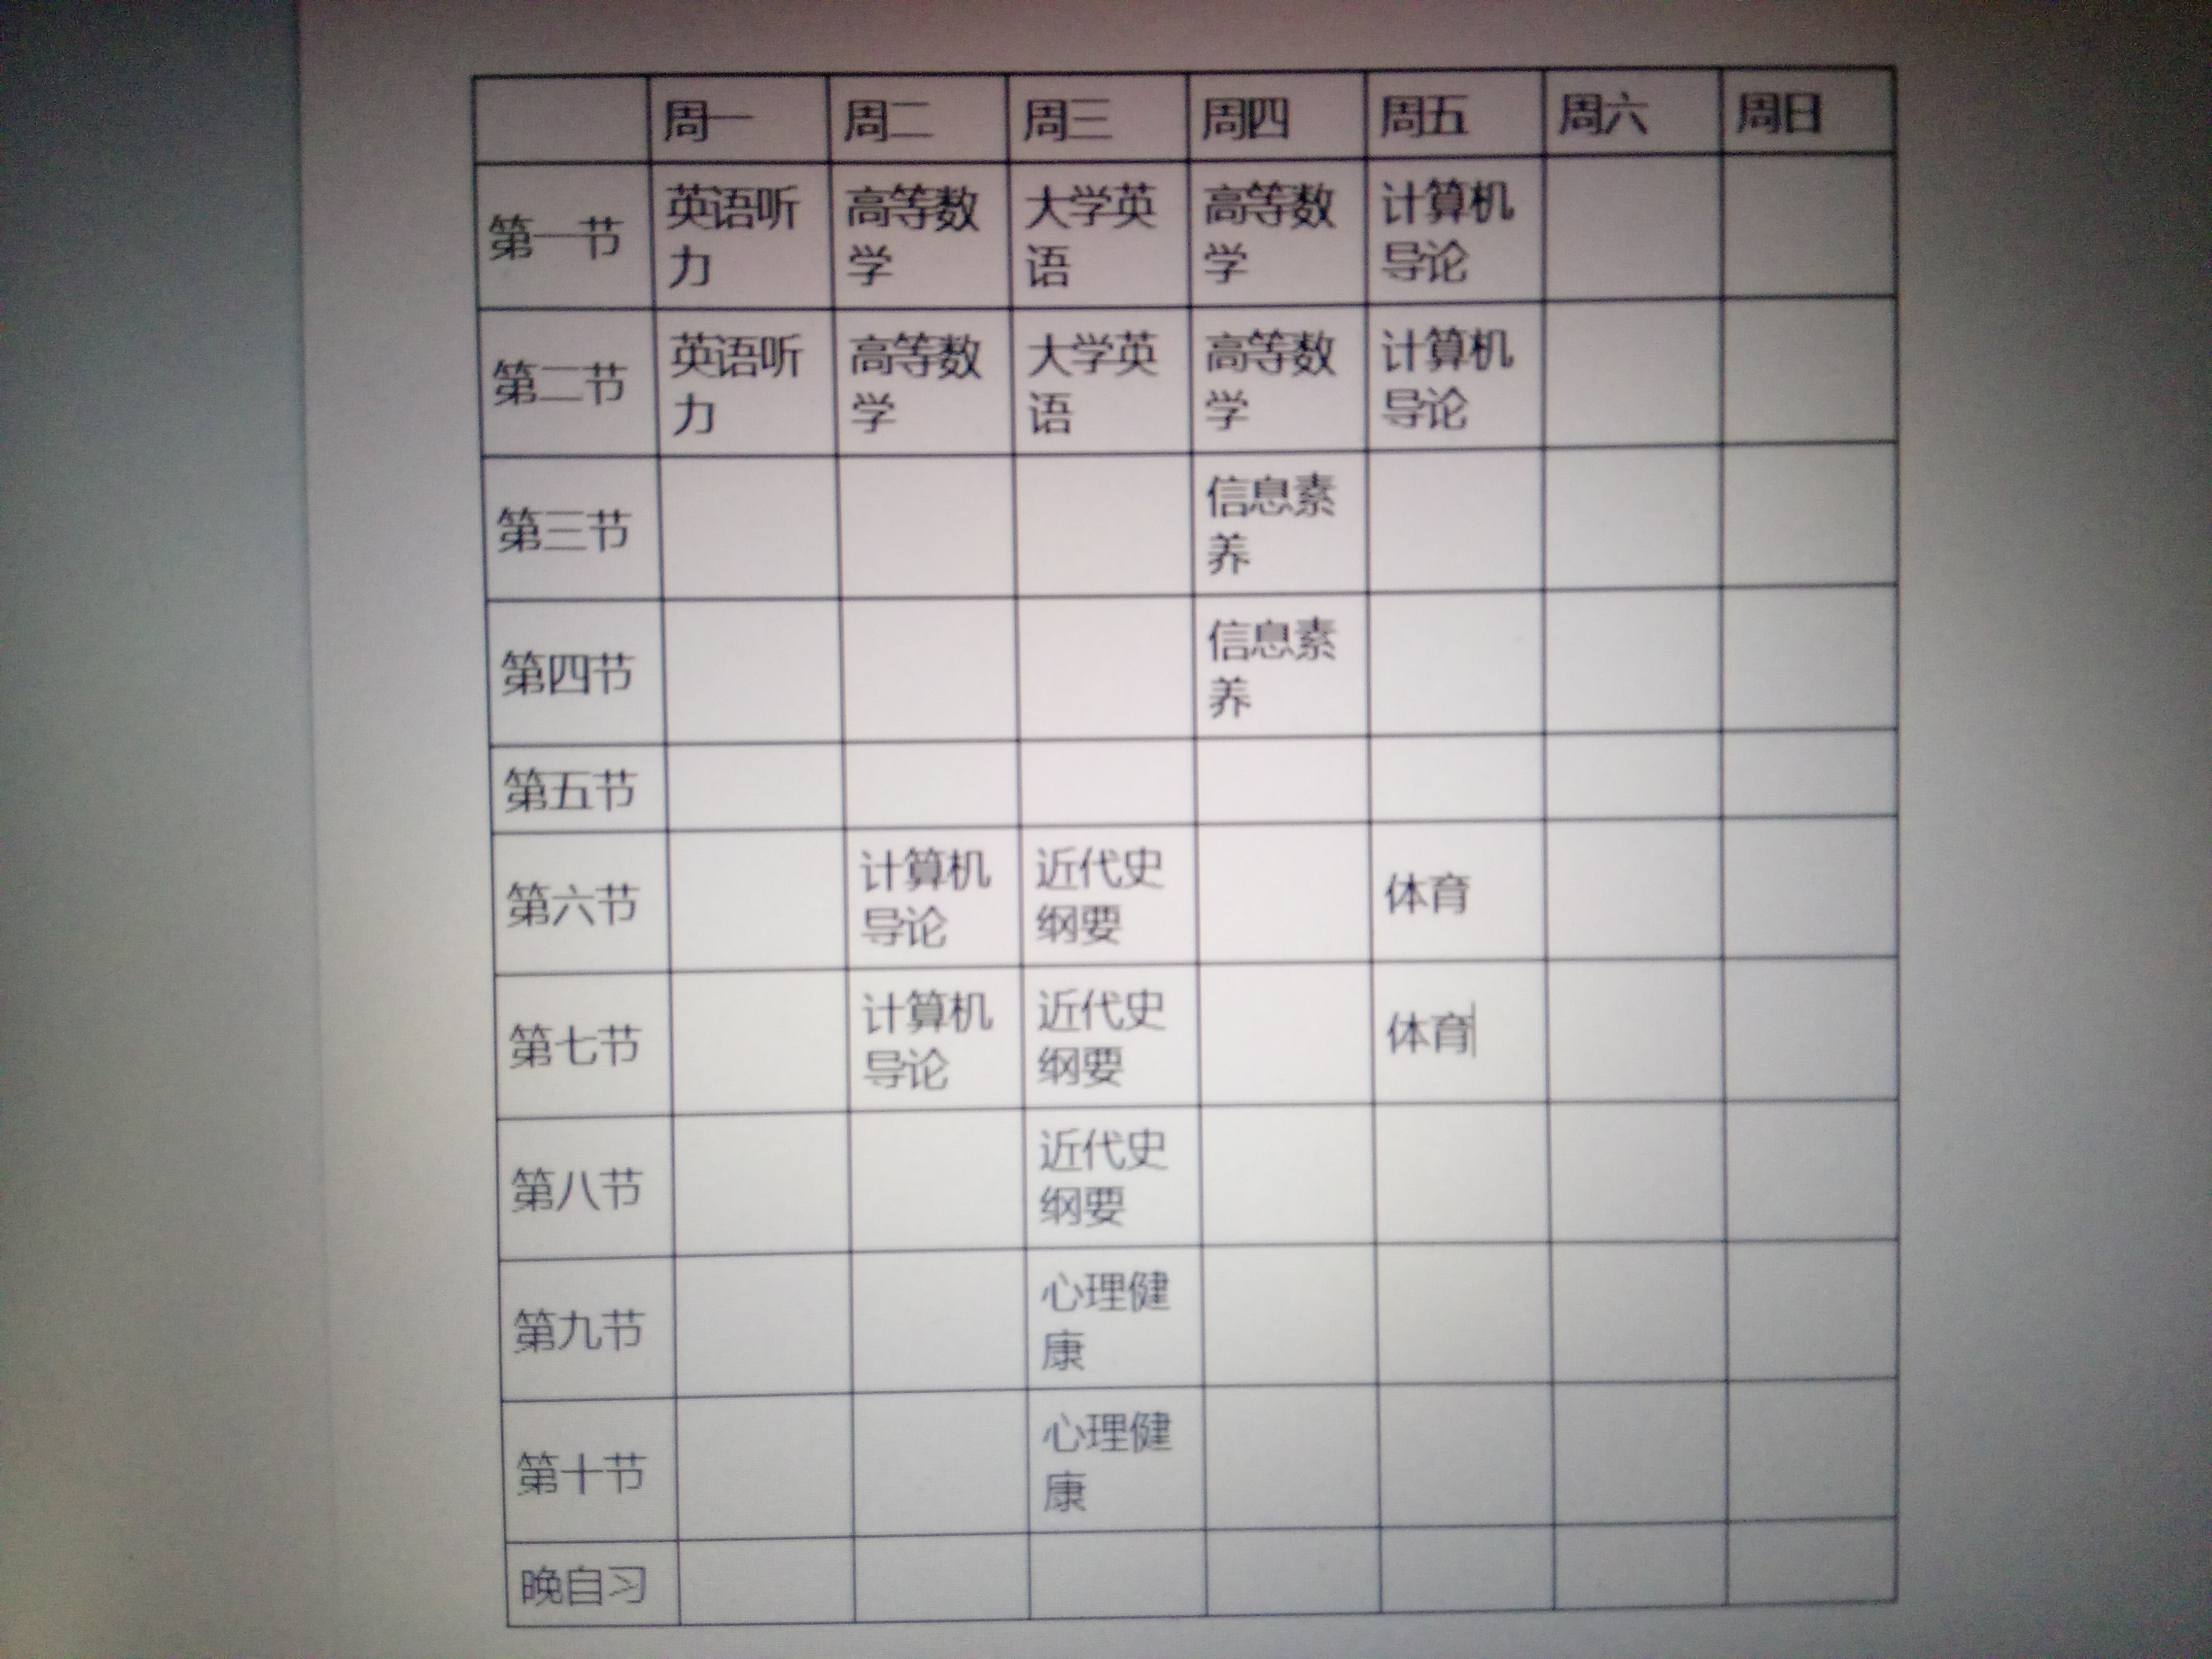 周一 周二 周三 周四 周五 周六 周日
第一节 英语听力 高等数学 大学英语 高等数学 计算机导论
第二节 英语听力 高等数学 大学英语 高等数学 计算机导论
第三节 信息素养
第四节 信息素养
第五节
第六节 计算机导论 近代史纲要 体育
第七节 计算机导论 近代史纲要 体育
第八节 近代史纲要
第九节 心理健康
第十节 心理健康
晚自习